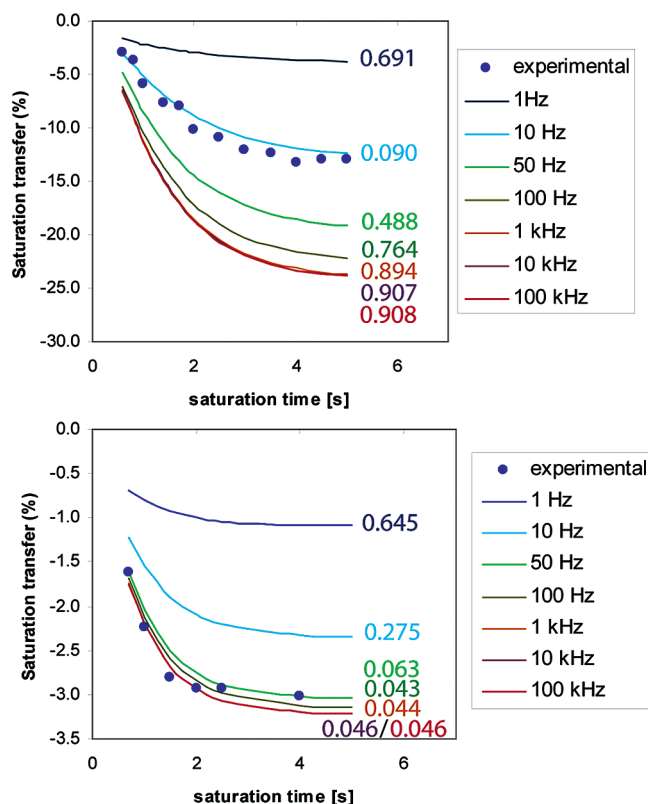 0.0
-5.0
-10.0
-15.0
-20.0
-25.0
-30.0
Saturation transfer (%)
0 2 4 6
saturation time [s]
0.691
0.090
0.488
0.764
0.894
0.907
0.908
experimental
1Hz
10 Hz
50 Hz
100 Hz
1 kHz
10 kHz
100 kHz
0.0
-0.5
-1.0
-1.5
-2.0
-2.5
-3.0
-3.5
Saturation transfer (%)
0 2 4 6
saturation time [s]
0.645
0.275
0.063
0.043
0.044
0.046/0.046
experimental
1 Hz
10 Hz
50 Hz
100 Hz
1 kHz
10 kHz
100 kHz